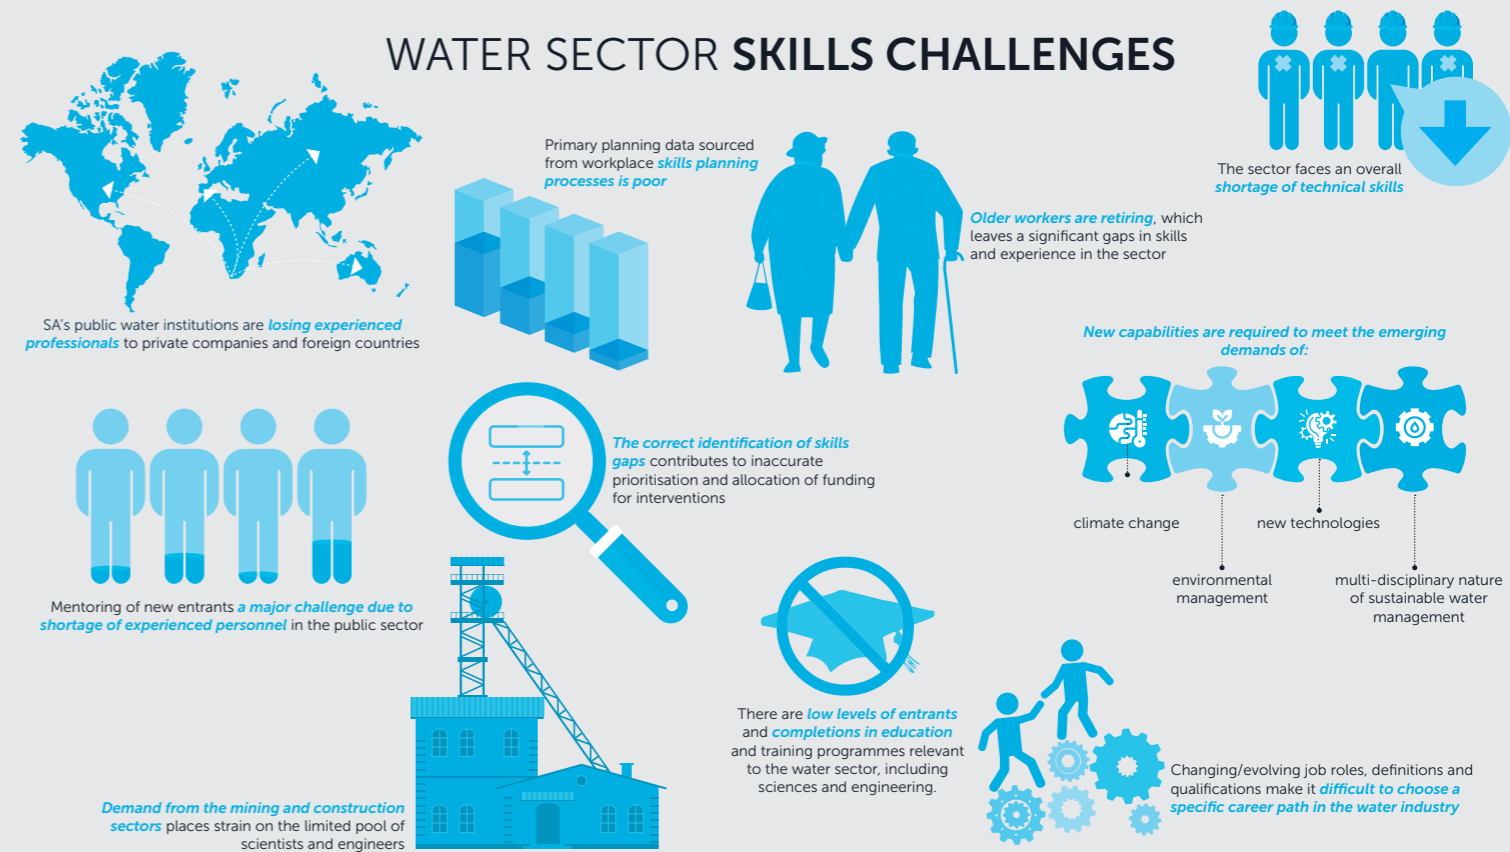 WATER SECTOR SKILLS CHALLENGES
SA's public water institutions are losing experienced
professionals to private companies and foreign countries
Primary planning data sourced
from workplace skills planning
processes is poor
Older workers are retiring, which
leaves a significant gaps in skills
and experience in the sector
The sector faces an overall
shortage of technical skills
New capabilities are required to meet the emerging
demands of:
climate change
environmental
management
new technologies
multi-disciplinary nature
of sustainable water
management
Mentoring of new entrants a major challenge due to
shortage of experienced personnel in the public sector
The correct identification of skills
gaps contributes to inaccurate
prioritisation and allocation of funding
for interventions
Demand from the mining and construction
sectors places strain on the limited pool of
scientists and engineers
There are low levels of entrants
and completions in education
and training programmes relevant
to the water sector, including
sciences and engineering.
Changing/evolving job roles, definitions and
qualifications make it difficult to choose a
specific career path in the water industry